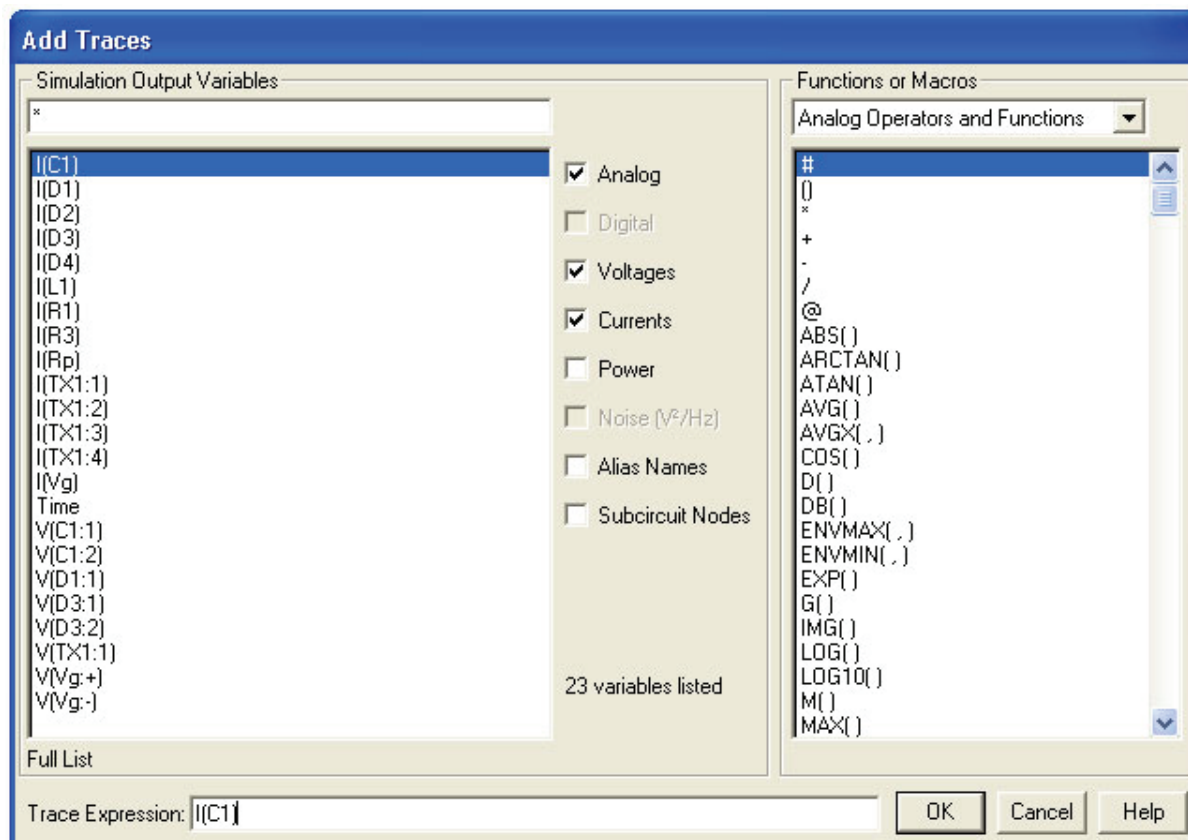 Add Traces
Simulation Output Variables
*
I(C1)
I(D1)
I(D2)
I(D3)
I(D4)
I(L1)
I(R1)
I(R3)
I(Rp)
I(TX1:1)
I(TX1:2)
I(TX1:3)
I(TX1:4)
I(Vg)
Time
V(C1:1)
V(C1:2)
V(D1:1)
V(D3:1)
V(D3:2)
V(TX1:1)
V(Vg:+)
V(Vg:-)
Full List
Analog
Digital
Voltages
Currents
Power
Noise (V²/Hz)
Alias Names
Subcircuit Nodes
23 variables listed
Functions or Macros
Analog Operators and Functions
#
()
*
+
-
/
@
ABS( )
ARCTAN( )
ATAN( )
AVG( )
AVGX( , )
COS( )
D( )
DB( )
ENVMAX( , )
ENVMIN( , )
EXP( )
G( )
IMG( )
LOG( )
LOG10( )
M( )
MAX( )
Trace Expression: I(C1)
OK
Cancel
Help